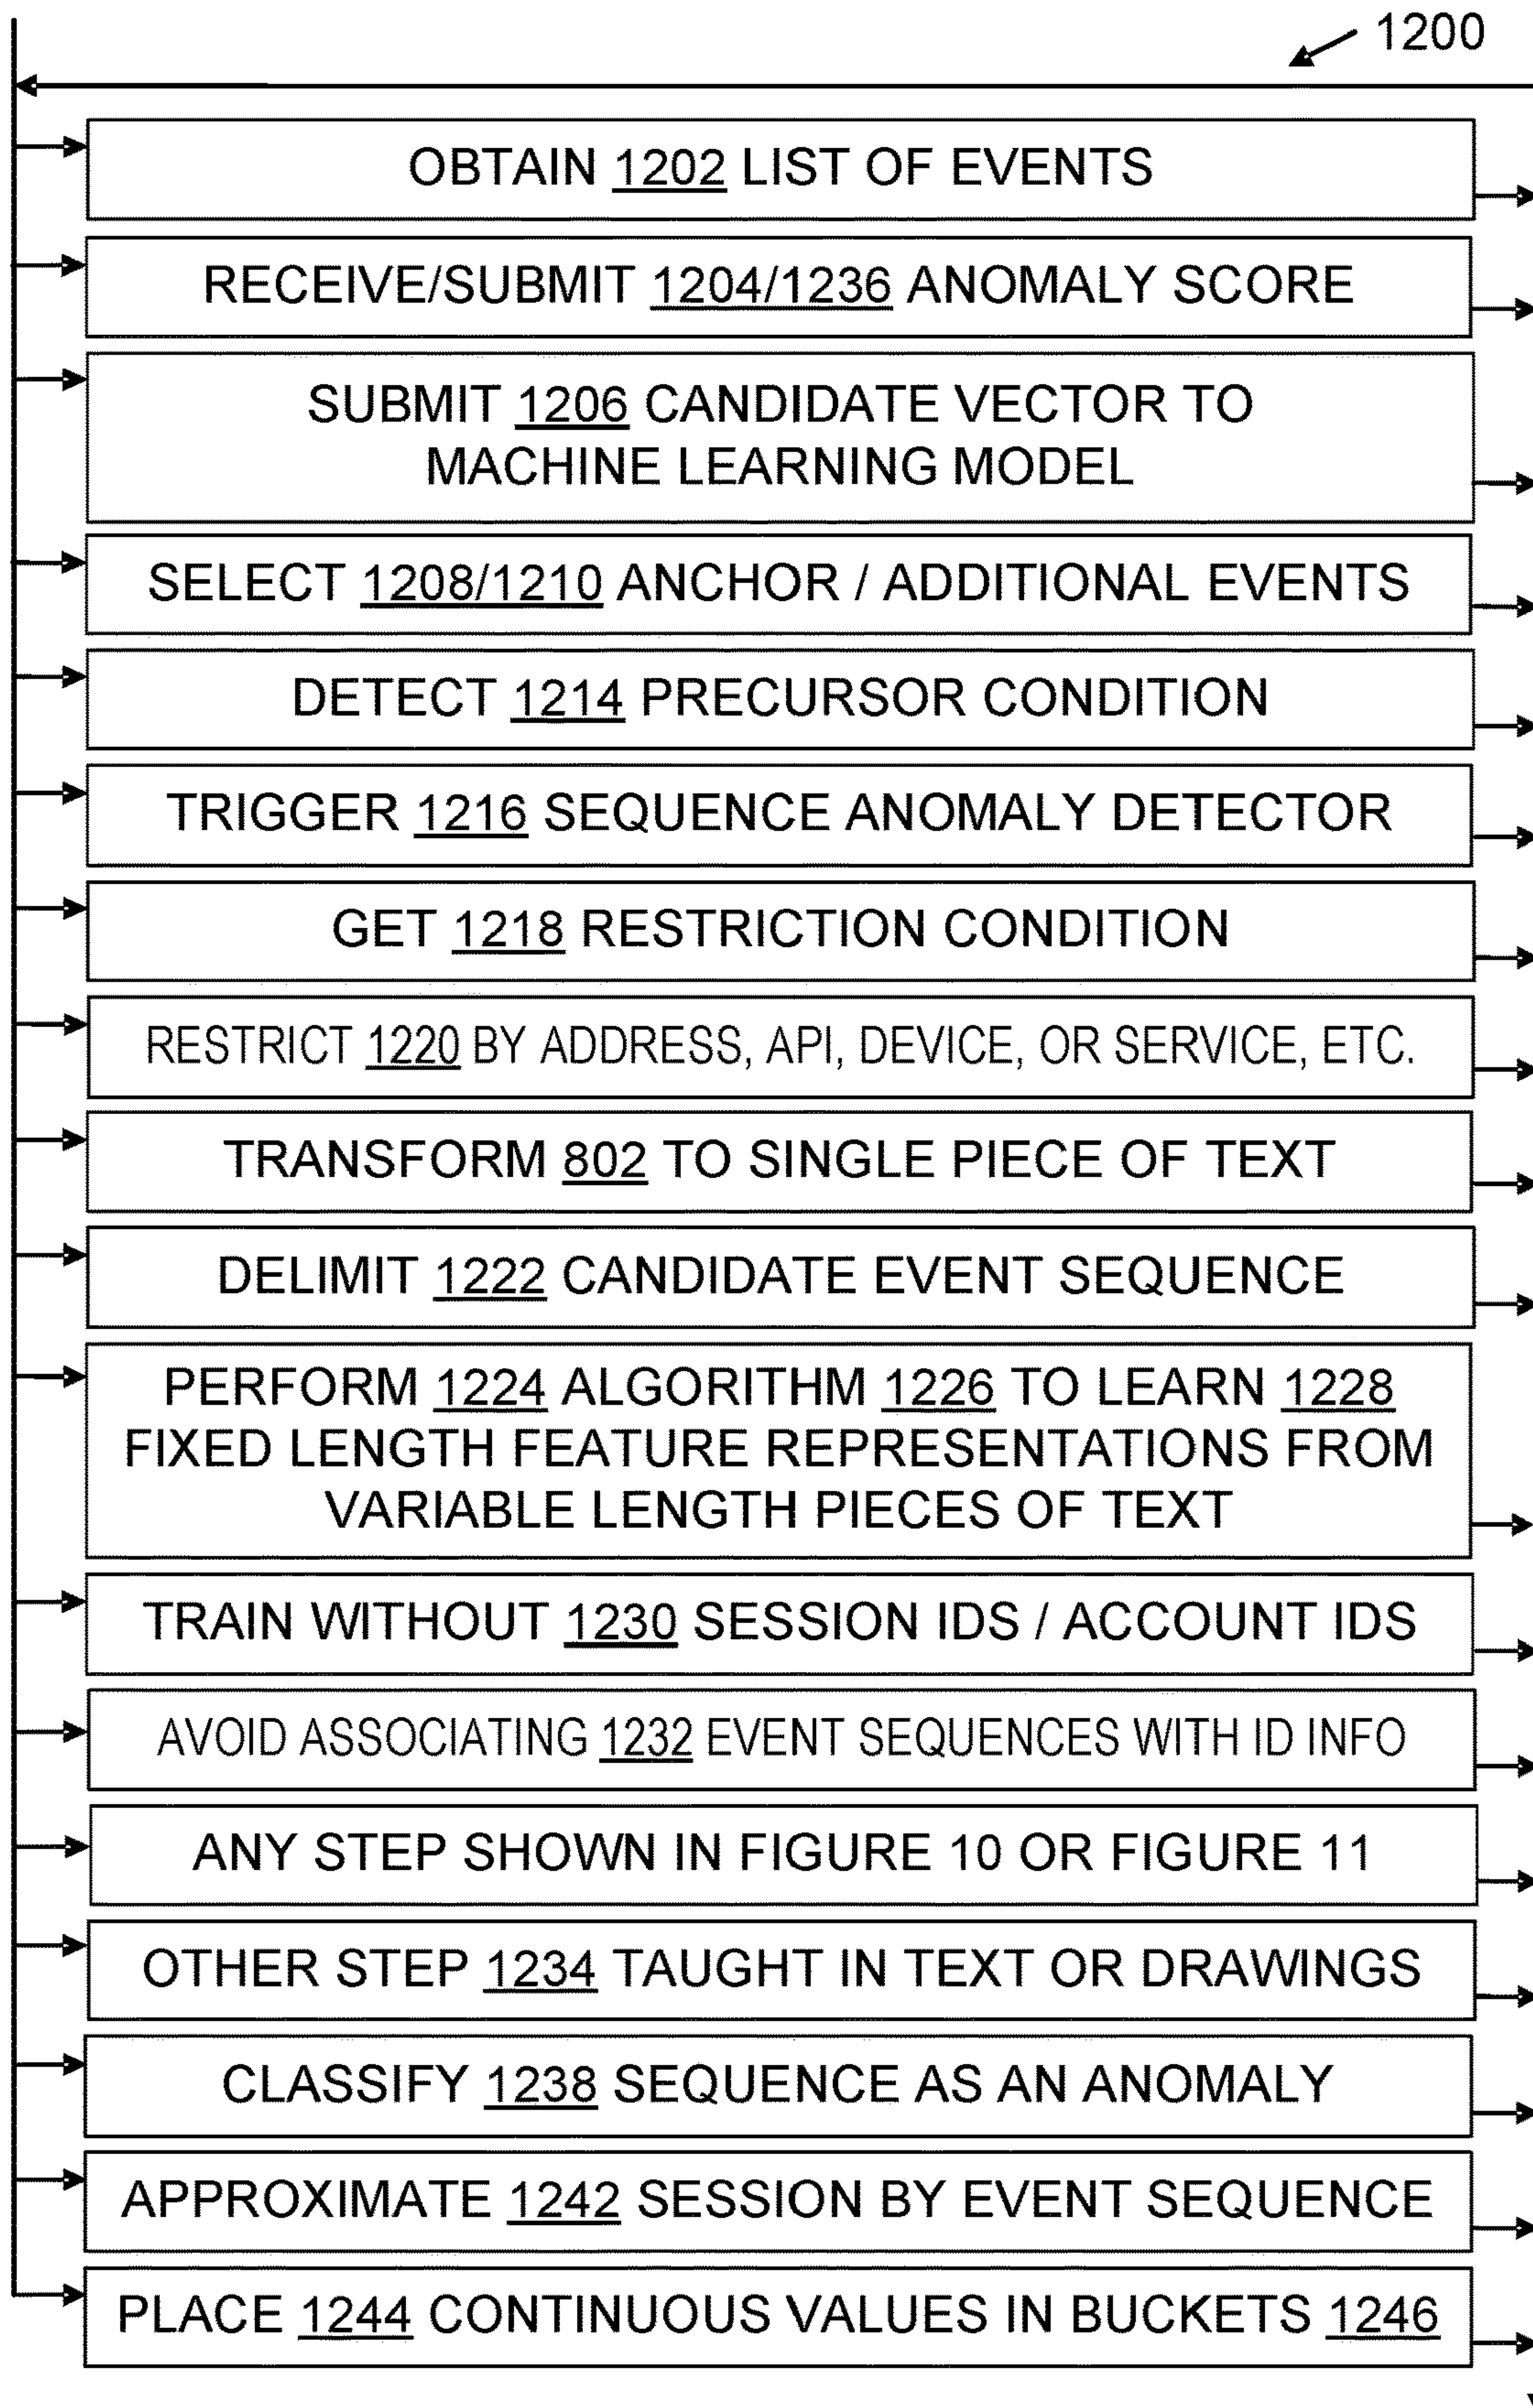 1200
OBTAIN 1202 LIST OF EVENTS
RECEIVE/SUBMIT 1204/1236 ANOMALY SCORE
SUBMIT 1206 CANDIDATE VECTOR TO
MACHINE LEARNING MODEL
SELECT 1208/1210 ANCHOR / ADDITIONAL EVENTS
DETECT 1214 PRECURSOR CONDITION
TRIGGER 1216 SEQUENCE ANOMALY DETECTOR
GET 1218 RESTRICTION CONDITION
RESTRICT 1220 BY ADDRESS, API, DEVICE, OR SERVICE, ETC.
TRANSFORM 802 TO SINGLE PIECE OF TEXT
DELIMIT 1222 CANDIDATE EVENT SEQUENCE
PERFORM 1224 ALGORITHM 1226 TO LEARN 1228
FIXED LENGTH FEATURE REPRESENTATIONS FROM
VARIABLE LENGTH PIECES OF TEXT
TRAIN WITHOUT 1230 SESSION IDS / ACCOUNT IDS
AVOID ASSOCIATING 1232 EVENT SEQUENCES WITH ID INFO
ANY STEP SHOWN IN FIGURE 10 OR FIGURE 11
OTHER STEP 1234 TAUGHT IN TEXT OR DRAWINGS
CLASSIFY 1238 SEQUENCE AS AN ANOMALY
APPROXIMATE 1242 SESSION BY EVENT SEQUENCE
PLACE 1244 CONTINUOUS VALUES IN BUCKETS 1246